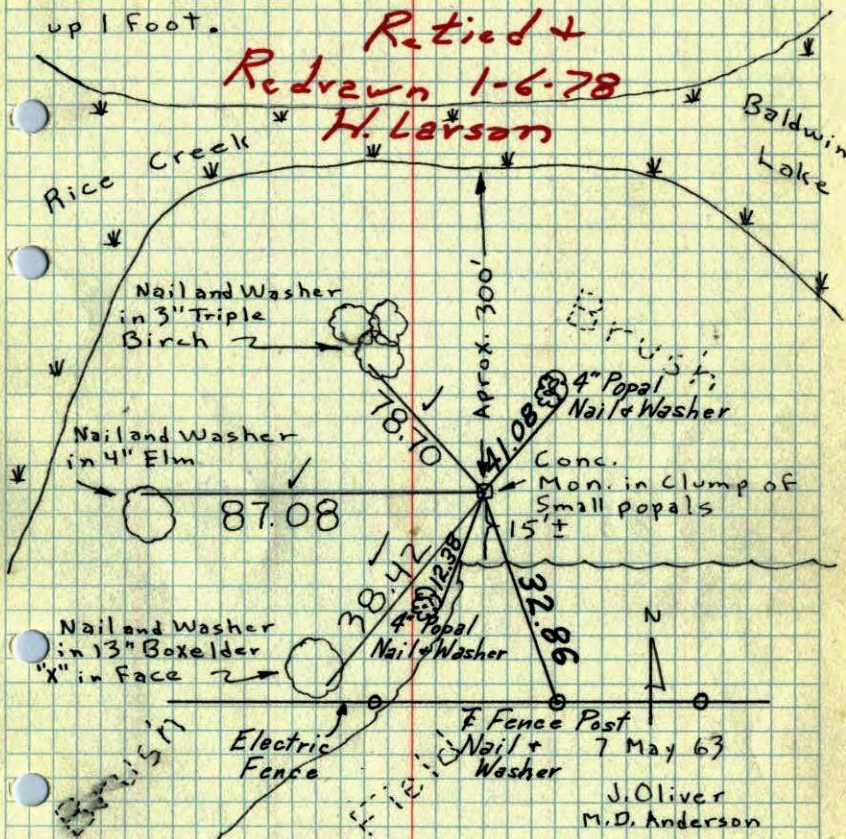 up 1 foot.
Retied &
Redrawn 1-6-78
H. Larson
Rice Creek
Baldwin
Lake
Aprox. 300'
Nail and Washer
in 3" Triple
Birch
Brush
78.70
41.08
4" Popal
Nail & Washer
Nail and Washer
in 4" Elm
87.08
Conc.
Mon. in Clump of
Small popals
15'±
38.42
12.38
32.86
4" Popal
Nail & Washer
Nail and Washer
in 13" Boxelder
"X" in Face
N
Electric
Fence
Fence Post
Nail &
Washer
7 May 63
Brush
Field
J. Oliver
M.D. Anderson